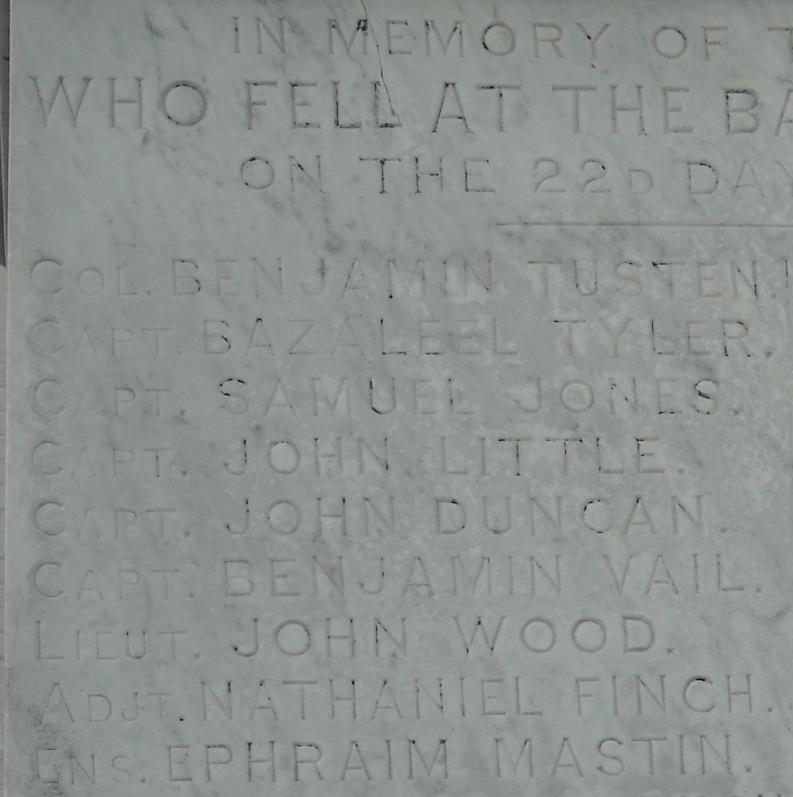 IN MEMORY OF
WHO FELL AT THE
ON THE 22D DAY
COL. BENJAMIN TUSTEN.
CAPT. BAZALEEL TYLER.
CAPT. SAMUEL JONES.
CAPT. JOHN LITTLE.
CAPT. JOHN DUNCAN.
CAPT. BENJAMIN VAIL.
LIEUT. JOHN WOOD.
ADJT. NATHANIEL FINCH.
ENS. EPHRAIM MASTIN.